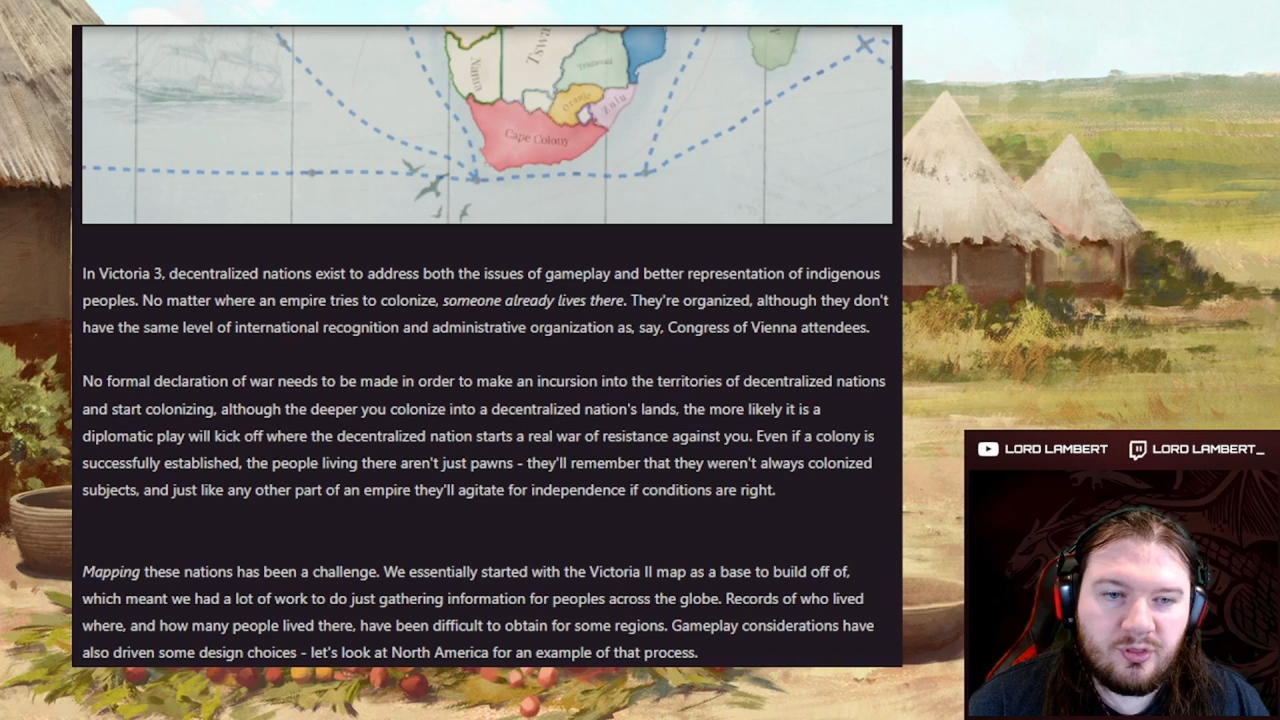 Tswa
Nama
Transvaal
Oranje
Zulu
M
Cape Colony
In Victoria 3, decentralized nations exist to address both the issues of gameplay and better representation of indigenous
peoples. No matter where an empire tries to colonize, someone already lives there. They're organized, although they don't
have the same level of international recognition and administrative organization as, say, Congress of Vienna attendees.
No formal declaration of war needs to be made in order to make an incursion into the territories of decentralized nations
and start colonizing, although the deeper you colonize into a decentralized nation's lands, the more likely it is a
diplomatic play will kick off where the decentralized nation starts a real war of resistance against you. Even if a colony is
successfully established, the people living there aren't just pawns - they'll remember that they weren't always colonized
subjects, and just like any other part of an empire they'll agitate for independence if conditions are right.
LORD LAMBERT LORD LAMBERT_
Mapping these nations has been a challenge. We essentially started with the Victoria II map as a base to build off of,
which meant we had a lot of work to do just gathering information for peoples across the globe. Records of who lived
where, and how many people lived there, have been difficult to obtain for some regions. Gameplay considerations have
also driven some design choices - let's look at North America for an example of that process.